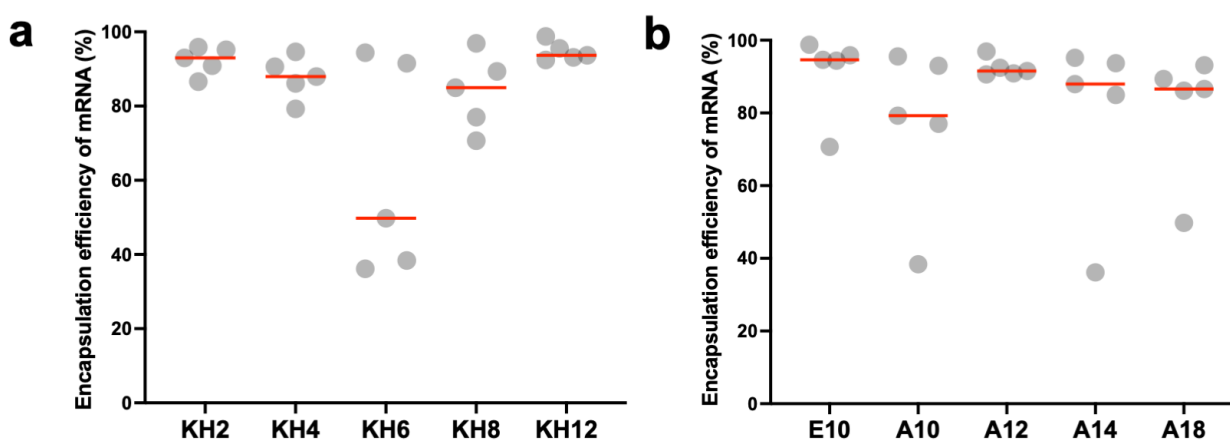 a
Encapsulation efficiency of mRNA (%)
100
80
60
40
20
0
KH2 KH4 KH6 KH8 KH12
b
Encapsulation efficiency of mRNA (%)
100
80
60
40
20
0
E10 A10 A12 A14 A18